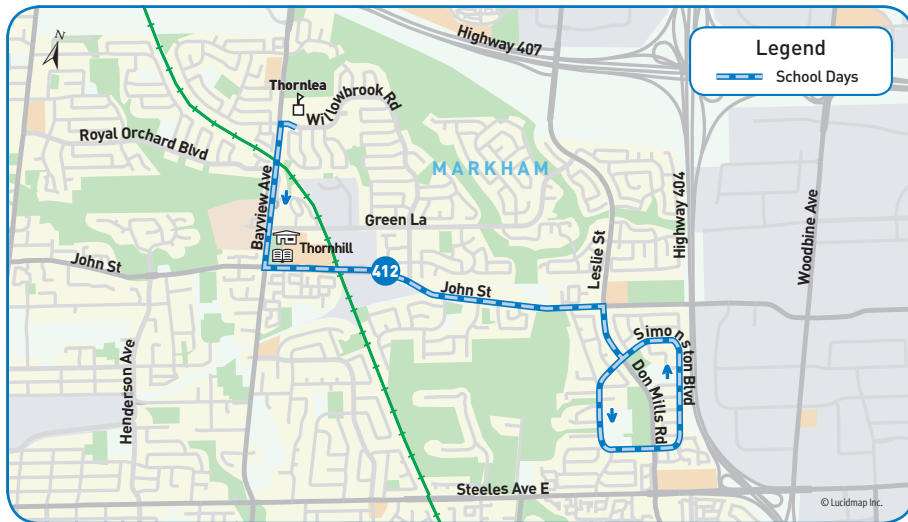 N
Highway 407
Legend
School Days
Thornlea
Willowbrook Rd
Royal Orchard Blvd
MARKHAM
Bayview Ave
Highway 404
Woodbine Ave
Green La
Thornhill
Leslie St
John St
412
John St
Simonston Blvd
Henderson Ave
Don Mills Rd
Steeles Ave E
© Lucidmap Inc.